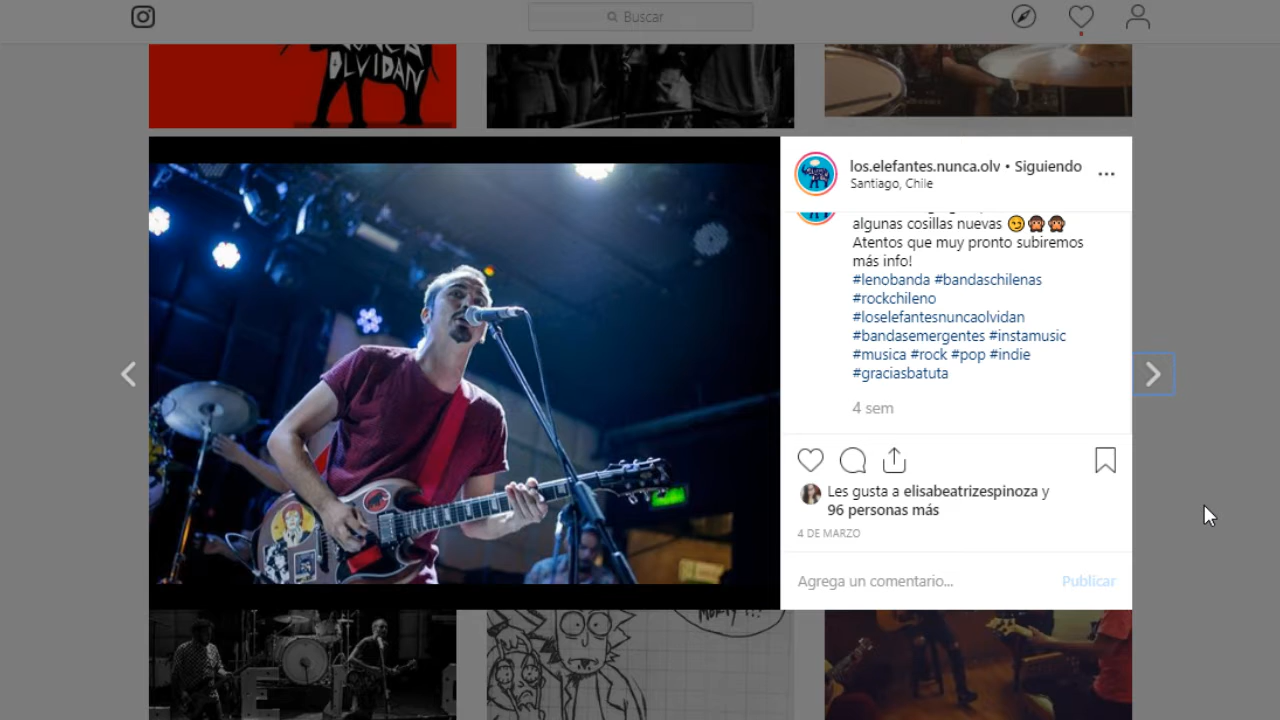 Buscar
NUNCA
OLVIDAN
los.elefantes.nunca.olv • Siguiendo
Santiago, Chile
algunas cosillas nuevas 😏🙊🙊
Atentos que muy pronto subiremos
más info!
#lenobanda #bandaschilenas
#rockchileno
#loselefantesnuncaolvidan
#bandasemergentes #instamusic
#musica #rock #pop #indie
#graciasbatuta
4 sem
Les gusta a elisabeatrizespinoza y
96 personas más
4 DE MARZO
Agrega un comentario...
Publicar